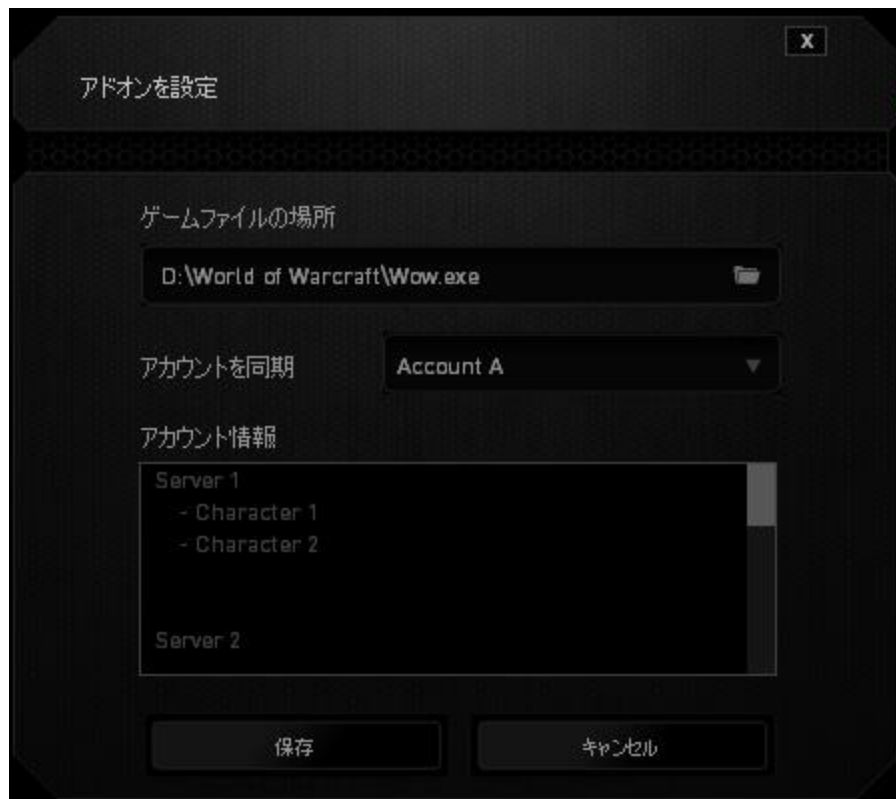 X
アドオンを設定
ゲームファイルの場所
D:\World of Warcraft\Wow.exe
アカウントを同期
Account A
アカウント情報
Server 1
- Character 1
- Character 2
Server 2
保存
キャンセル